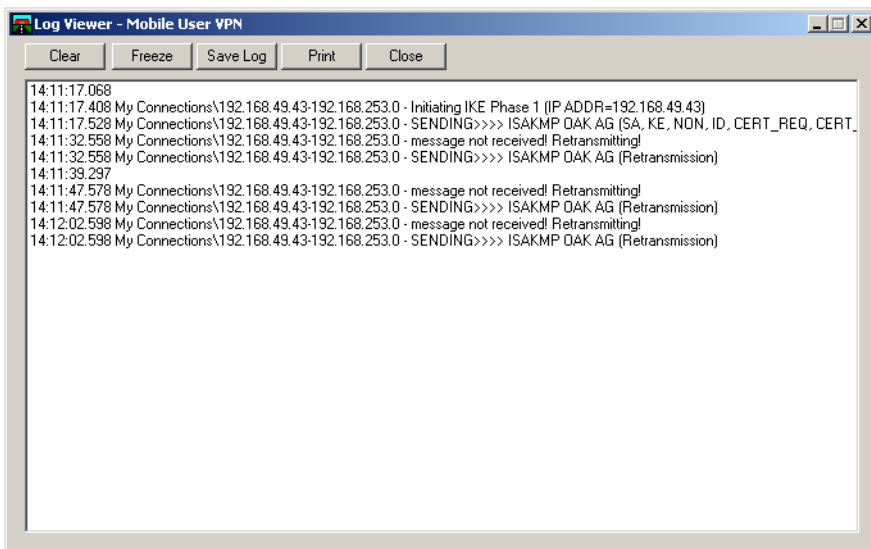 Log Viewer - Mobile User VPN
Clear Freeze Save Log Print Close
14:11:17.068
14:11:17.408 My Connections\192.168.49.43-192.168.253.0 - Initiating IKE Phase 1 (IP ADDR=192.168.49.43)
14:11:17.528 My Connections\192.168.49.43-192.168.253.0 - SENDING>>>> ISAKMP OAK AG (SA, KE, NON, ID, CERT_REQ, CERT_
14:11:32.558 My Connections\192.168.49.43-192.168.253.0 - message not received! Retransmitting!
14:11:32.558 My Connections\192.168.49.43-192.168.253.0 - SENDING>>>> ISAKMP OAK AG (Retransmission)
14:11:39.297
14:11:47.578 My Connections\192.168.49.43-192.168.253.0 - message not received! Retransmitting!
14:11:47.578 My Connections\192.168.49.43-192.168.253.0 - SENDING>>>> ISAKMP OAK AG (Retransmission)
14:12:02.598 My Connections\192.168.49.43-192.168.253.0 - message not received! Retransmitting!
14:12:02.598 My Connections\192.168.49.43-192.168.253.0 - SENDING>>>> ISAKMP OAK AG (Retransmission)